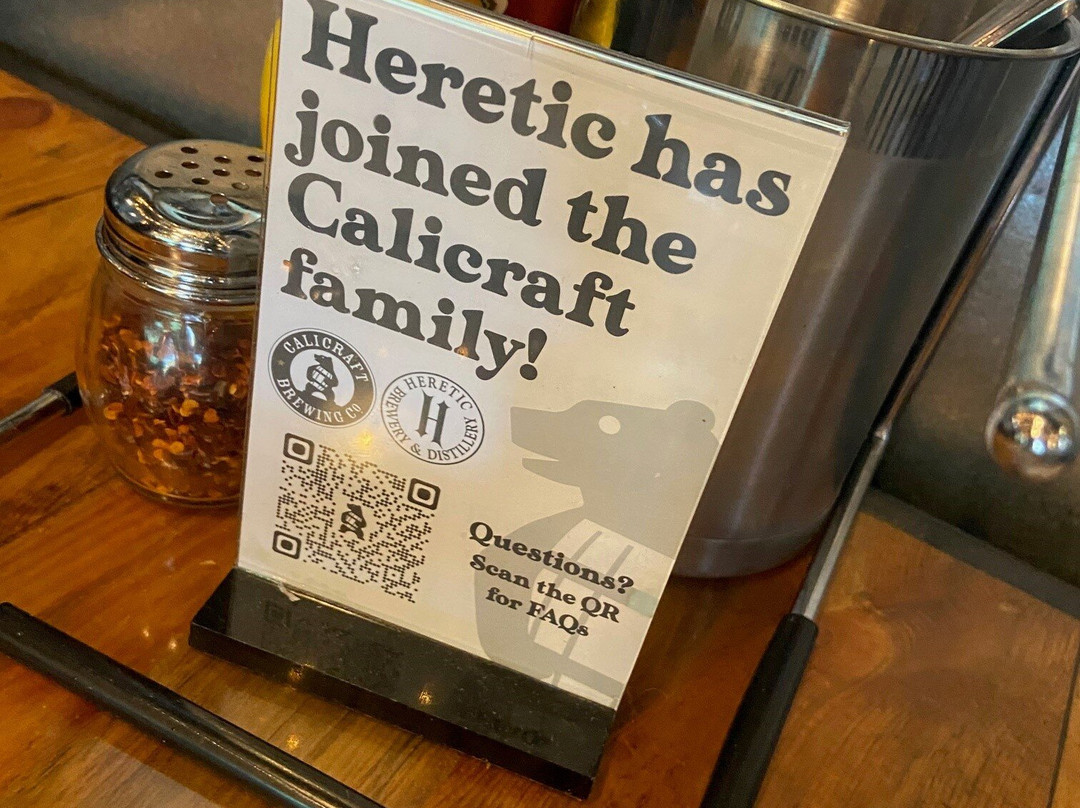 Heretic has
joined the
Calicraft
family!
CALICRAFT
BREWING CO
HERETIC
BREWERY & DISTILLERY
H
Questions?
Scan the QR
for FAQs